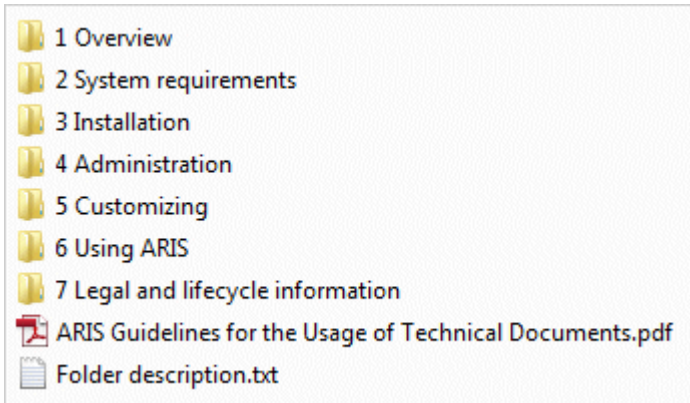 1 Overview
2 System requirements
3 Installation
4 Administration
5 Customizing
6 Using ARIS
7 Legal and lifecycle information
ARIS Guidelines for the Usage of Technical Documents.pdf
Folder description.txt